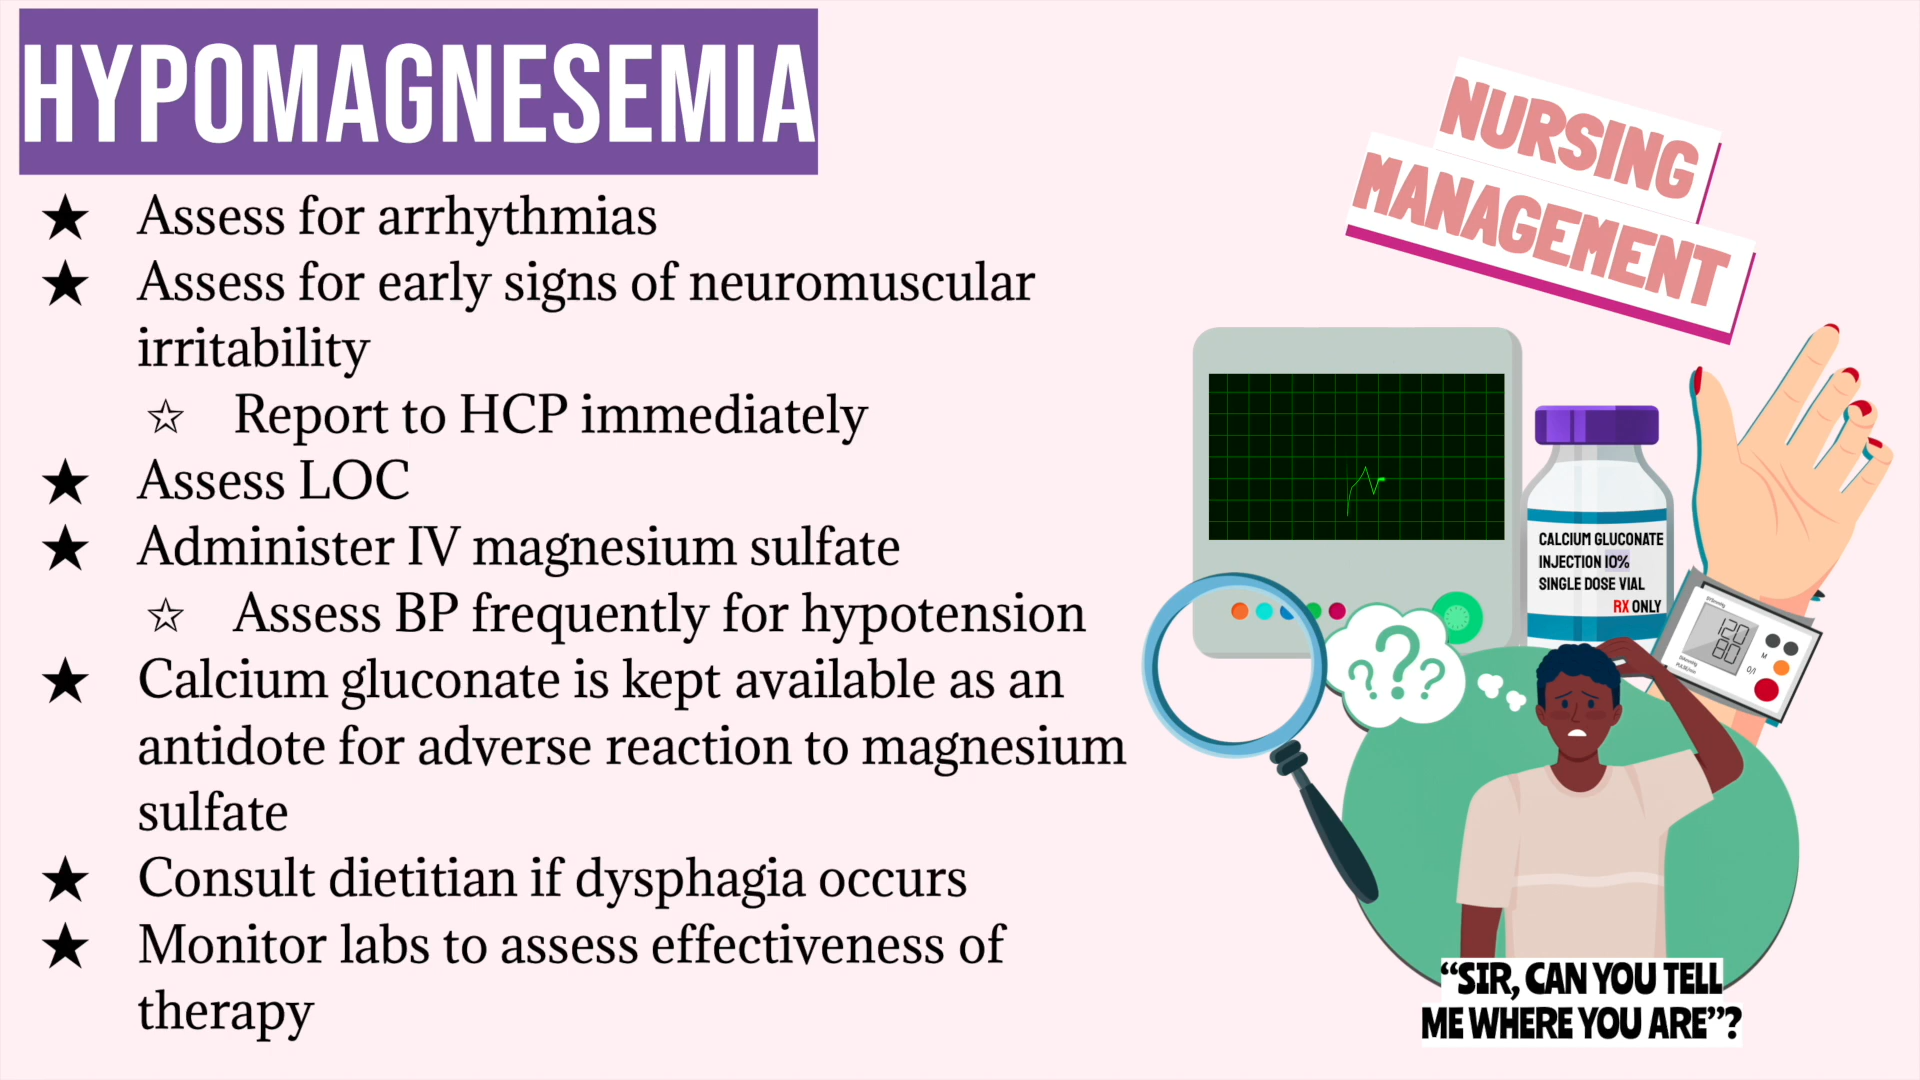 HYPOMAGNESEMIA
NURSING
MANAGEMENT
★ Assess for arrhythmias
★ Assess for early signs of neuromuscular
irritability
☆ Report to HCP immediately
★ Assess LOC
★ Administer IV magnesium sulfate
☆ Assess BP frequently for hypotension
★ Calcium gluconate is kept available as an
antidote for adverse reaction to magnesium
sulfate
★ Consult dietitian if dysphagia occurs
★ Monitor labs to assess effectiveness of
therapy
CALCIUM GLUCONATE
INJECTION 10%
SINGLE DOSE VIAL
RX ONLY
120
80
M
O/I
???
“SIR, CAN YOU TELL
ME WHERE YOU ARE”?